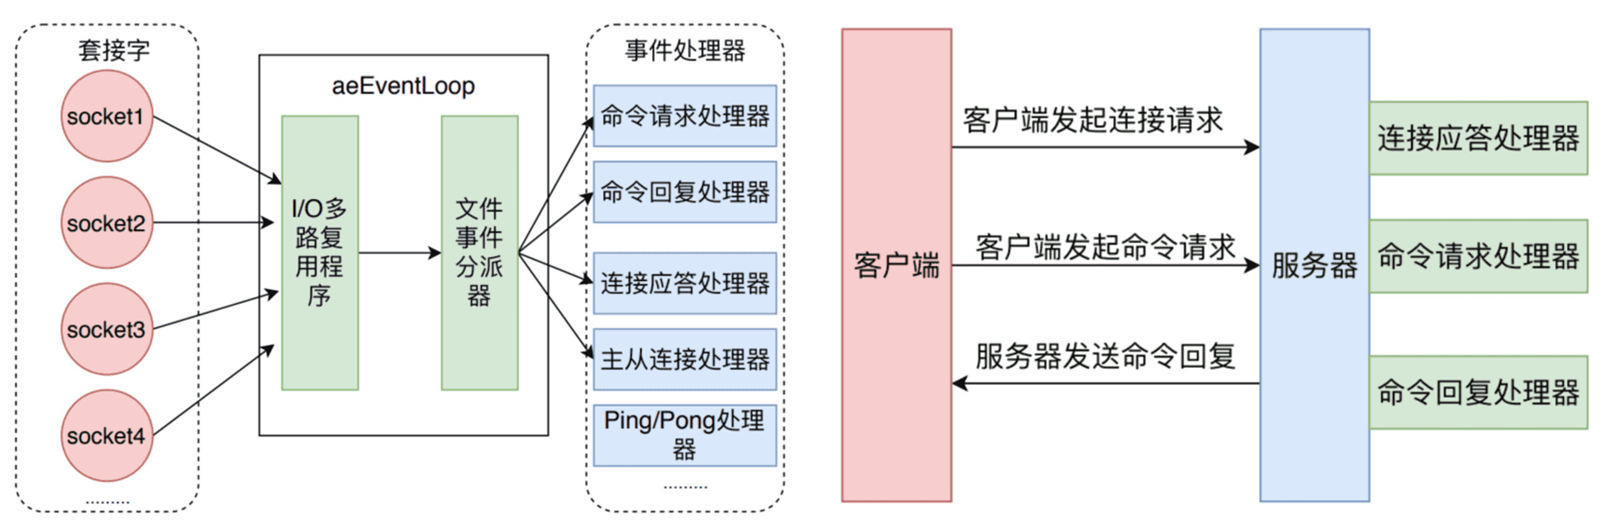 套接字
socket1
socket2
socket3
socket4
.........
aeEventLoop
I/O多
路复
用程
序
文件
事件
分派
器
事件处理器
命令请求处理器
命令回复处理器
连接应答处理器
主从连接处理器
Ping/Pong处理
器
.........
客户端
客户端发起连接请求
客户端发起命令请求
服务器发送命令回复
服务器
连接应答处理器
命令请求处理器
命令回复处理器